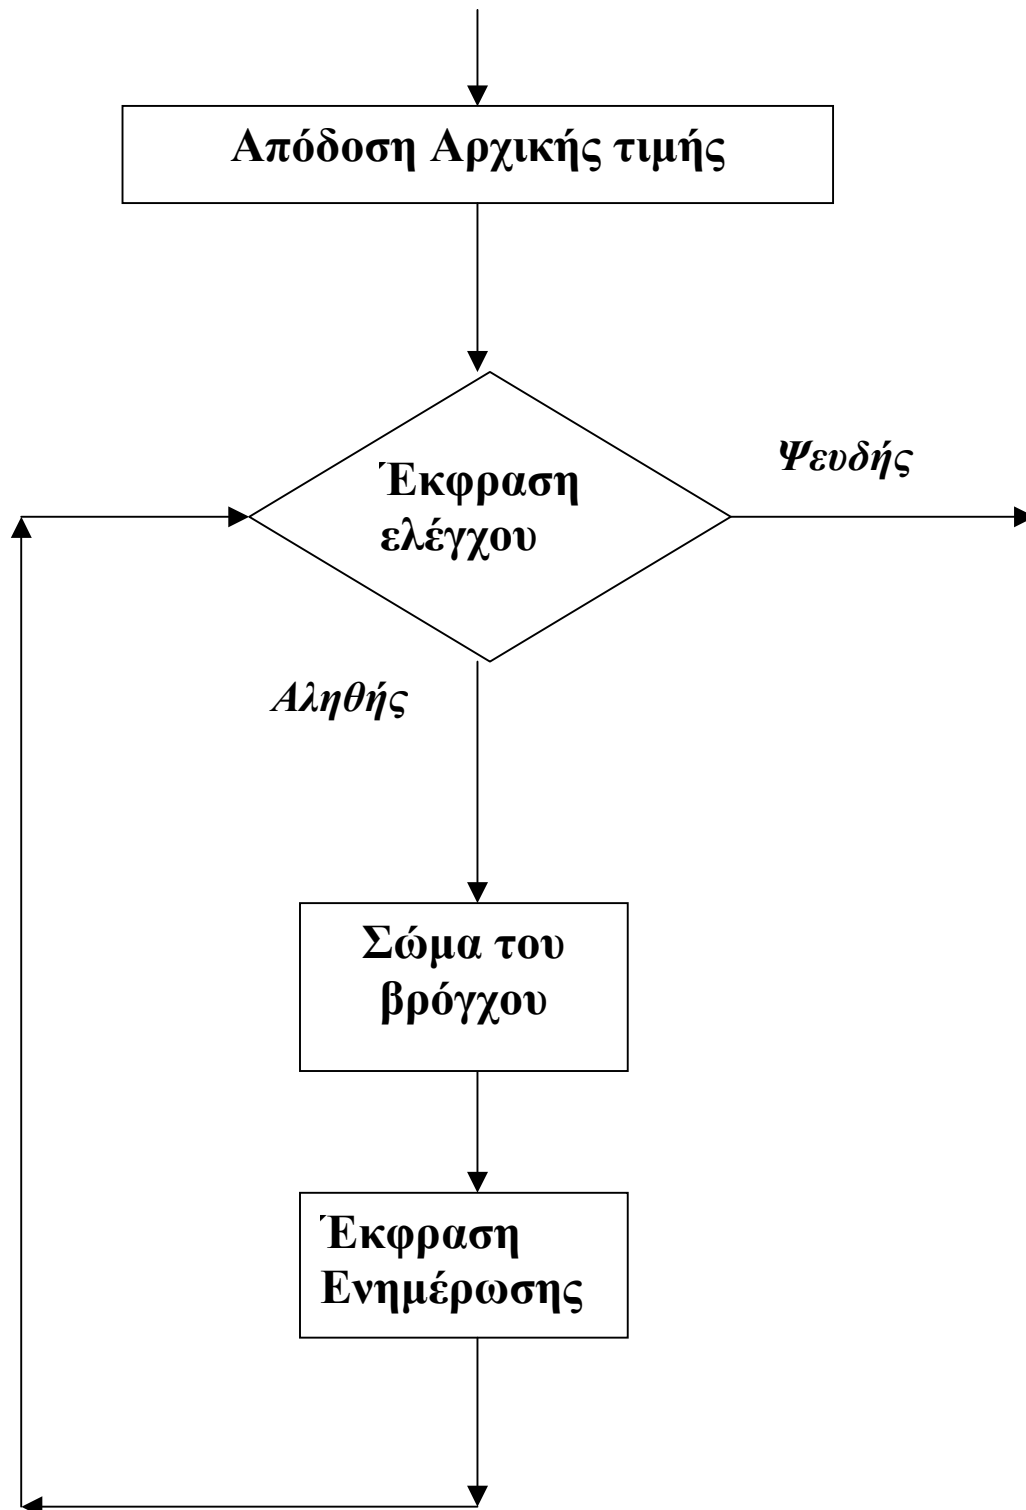 Απόδοση Αρχικής τιμής
Έκφραση
ελέγχου
Ψευδής
Αληθής
Σώμα του
βρόγχου
Έκφραση
Ενημέρωσης